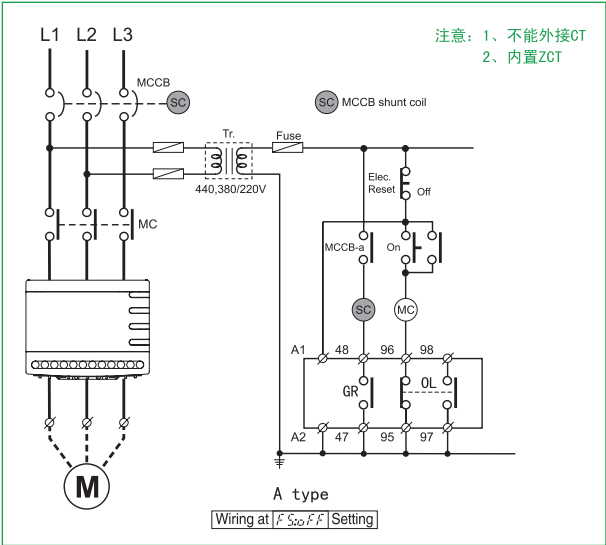 L1 L2 L3
注意：1、不能外接CT
2、内置ZCT
MCCB
SC
SC MCCB shunt coil
Tr.
Fuse
440,380/220V
Elec.
Reset
Off
MC
MCCB-a
On
SC
MC
A1 48 96 98
GR
OL
A2 47 95 97
M
A type
Wiring at FS:oFF Setting